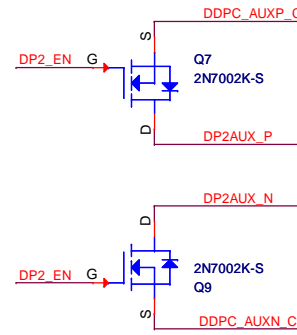 DDPC_AUXP_C
S
DP2_EN G
Q7
2N7002K-S
D
DP2AUX_P
DP2AUX_N
D
2N7002K-S
DP2_EN G
Q9
S
DDPC_AUXN_C